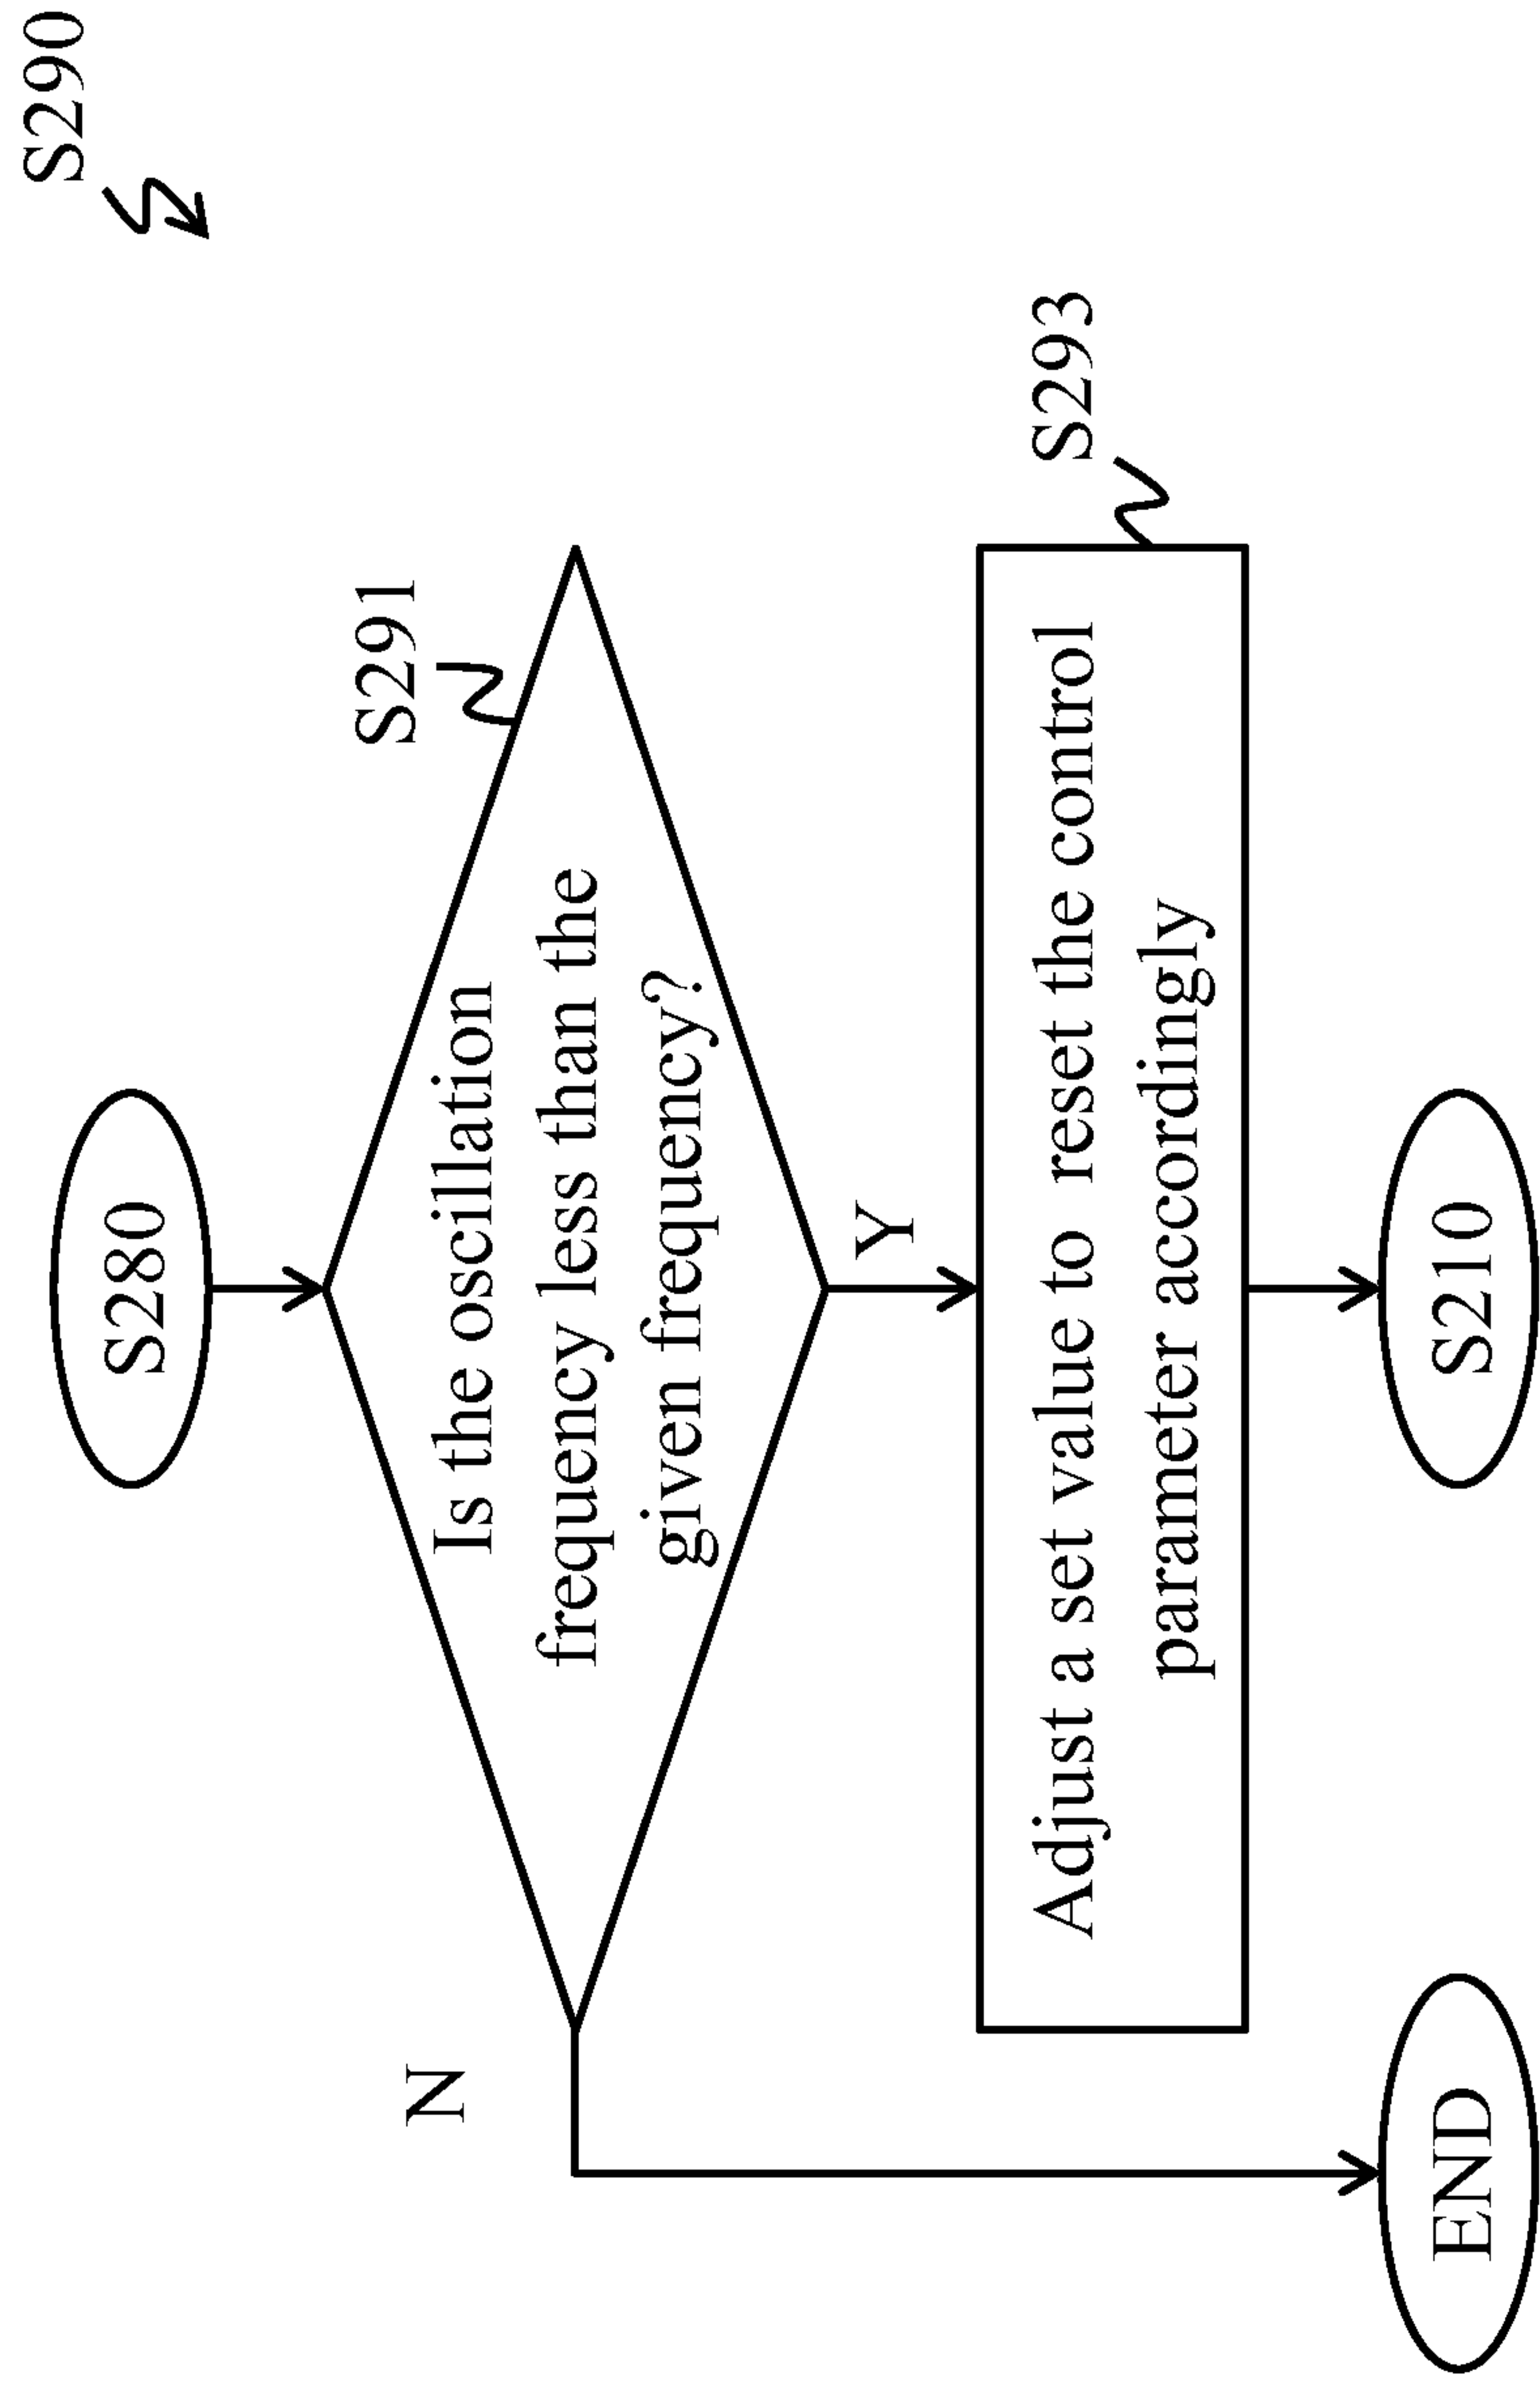 S290
S280
S291
Is the oscillation
frequency less than the
given frequency?
N
Y
S293
Adjust a set value to reset the control
parameter accordingly
END
S210